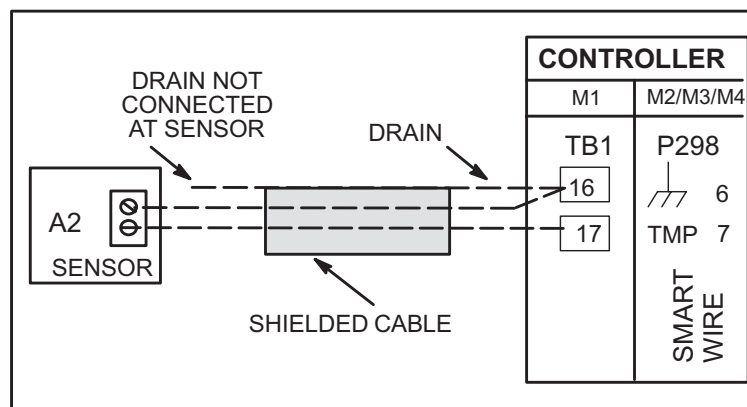 CONTROLLER
M1 M2/M3/M4
DRAIN NOT
CONNECTED
AT SENSOR
DRAIN
TB1 P298
16 6
17 TMP 7
A2
SENSOR
SHIELDED CABLE
SMART
WIRE